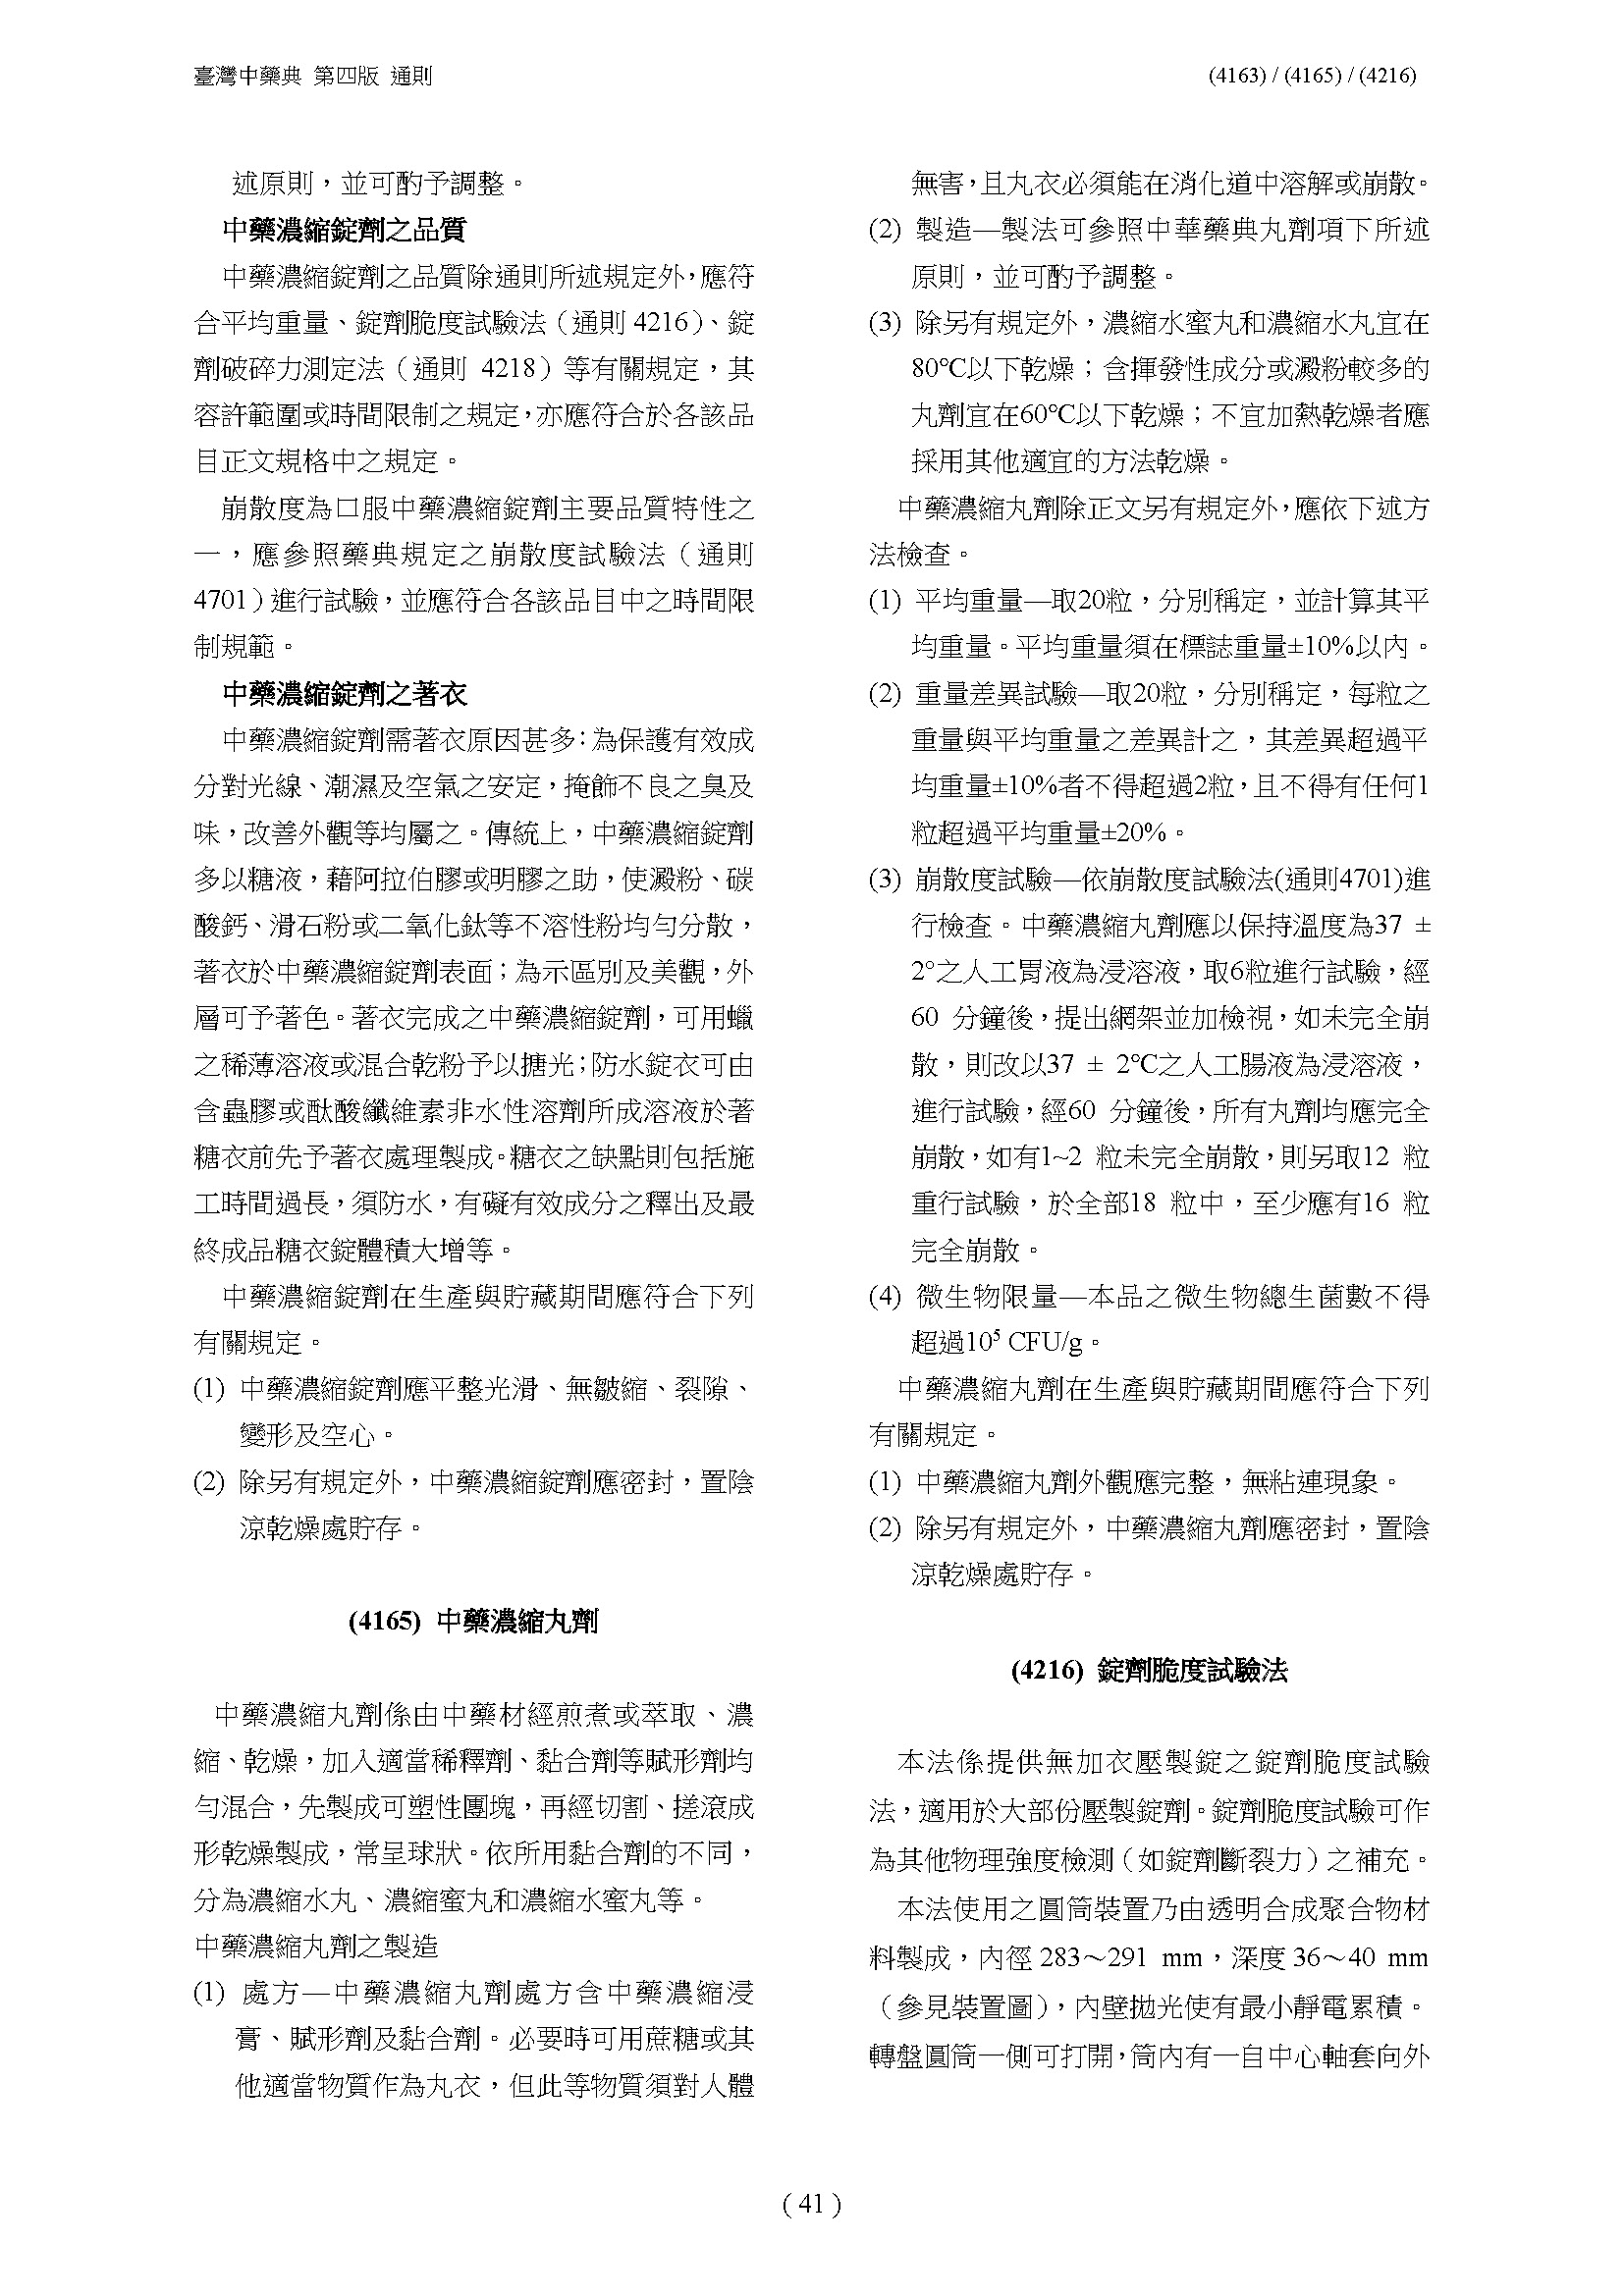 臺灣中藥典 第四版 通則
(4163) / (4165) / (4216)
述原則，並可酌予調整。
中藥濃縮錠劑之品質
中藥濃縮錠劑之品質除通則所述規定外，應符
合平均重量、錠劑脆度試驗法（通則 4216）、錠
劑破碎力測定法（通則 4218）等有關規定，其
容許範圍或時間限制之規定，亦應符合於各該品
目正文規格中之規定。
崩散度為口服中藥濃縮錠劑主要品質特性之
一，應參照藥典規定之崩散度試驗法（通則
4701）進行試驗，並應符合各該品目中之時間限
制規範。
中藥濃縮錠劑之著衣
中藥濃縮錠劑需著衣原因甚多：為保護有效成
分對光線、潮濕及空氣之安定，掩飾不良之臭及
味，改善外觀等均屬之。傳統上，中藥濃縮錠劑
多以糖液，藉阿拉伯膠或明膠之助，使澱粉、碳
酸鈣、滑石粉或二氧化鈦等不溶性粉均勻分散，
著衣於中藥濃縮錠劑表面；為示區別及美觀，外
層可予著色。著衣完成之中藥濃縮錠劑，可用蠟
之稀薄溶液或混合乾粉予以搪光；防水錠衣可由
含蟲膠或酞酸纖維素非水性溶劑所成溶液於著
糖衣前先予著衣處理製成。糖衣之缺點則包括施
工時間過長，須防水，有礙有效成分之釋出及最
終成品糖衣錠體積大增等。
中藥濃縮錠劑在生產與貯藏期間應符合下列
有關規定。
(1) 中藥濃縮錠劑應平整光滑、無皺縮、裂隙、
變形及空心。
(2) 除另有規定外，中藥濃縮錠劑應密封，置陰
涼乾燥處貯存。
(4165) 中藥濃縮丸劑
中藥濃縮丸劑係由中藥材經煎煮或萃取、濃
縮、乾燥，加入適當稀釋劑、黏合劑等賦形劑均
勻混合，先製成可塑性團塊，再經切割、搓滾成
形乾燥製成，常呈球狀。依所用黏合劑的不同，
分為濃縮水丸、濃縮蜜丸和濃縮水蜜丸等。
中藥濃縮丸劑之製造
(1) 處方—中藥濃縮丸劑處方含中藥濃縮浸
膏、賦形劑及黏合劑。必要時可用蔗糖或其
他適當物質作為丸衣，但此等物質須對人體
無害，且丸衣必須能在消化道中溶解或崩散。
(2) 製造—製法可參照中華藥典丸劑項下所述
原則，並可酌予調整。
(3) 除另有規定外，濃縮水蜜丸和濃縮水丸宜在
80℃以下乾燥；含揮發性成分或澱粉較多的
丸劑宜在60℃以下乾燥；不宜加熱乾燥者應
採用其他適宜的方法乾燥。
中藥濃縮丸劑除正文另有規定外，應依下述方
法檢查。
(1) 平均重量—取20粒，分別稱定，並計算其平
均重量。平均重量須在標誌重量±10%以內。
(2) 重量差異試驗—取20粒，分別稱定，每粒之
重量與平均重量之差異計之，其差異超過平
均重量±10%者不得超過2粒，且不得有任何1
粒超過平均重量±20%。
(3) 崩散度試驗—依崩散度試驗法(通則4701)進
行檢查。中藥濃縮丸劑應以保持溫度為37 ±
2°之人工胃液為浸溶液，取6粒進行試驗，經
60 分鐘後，提出網架並加檢視，如未完全崩
散，則改以37 ± 2℃之人工腸液為浸溶液，
進行試驗，經60 分鐘後，所有丸劑均應完全
崩散，如有1~2 粒未完全崩散，則另取12 粒
重行試驗，於全部18 粒中，至少應有16 粒
完全崩散。
(4) 微生物限量—本品之微生物總生菌數不得
超過10⁵ CFU/g。
中藥濃縮丸劑在生產與貯藏期間應符合下列
有關規定。
(1) 中藥濃縮丸劑外觀應完整，無粘連現象。
(2) 除另有規定外，中藥濃縮丸劑應密封，置陰
涼乾燥處貯存。
(4216) 錠劑脆度試驗法
本法係提供無加衣壓製錠之錠劑脆度試驗
法，適用於大部份壓製錠劑。錠劑脆度試驗可作
為其他物理強度檢測（如錠劑斷裂力）之補充。
本法使用之圓筒裝置乃由透明合成聚合物材
料製成，內徑 283～291 mm，深度 36～40 mm
（參見裝置圖），內壁拋光使有最小靜電累積。
轉盤圓筒一側可打開，筒內有一自中心軸套向外
( 41 )